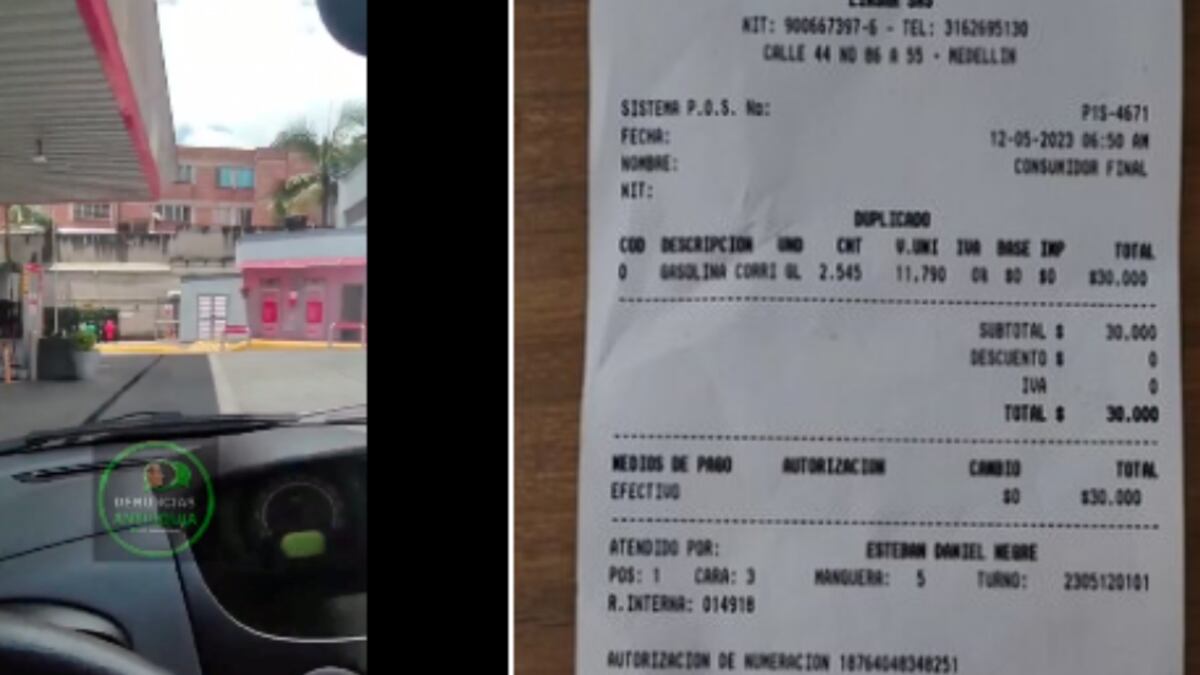 DENUNCIAS
ANTIOQUIA
NIT: 900667397-6 - TEL: 3162695130
CALLE 44 NO 86 A 55 - MEDELLIN
SISTEMA P.O.S. No: P1S-4671
FECHA: 12-05-2023 06:50 AM
NOMBRE: CONSUMIDOR FINAL
NIT:
DUPLICADO
COD DESCRIPCION UND CNT V.UNI IVA BASE IMP TOTAL
0 GASOLINA CORRI GL 2.545 11,790 0% $0 $0 $30.000
SUBTOTAL $ 30.000
DESCUENTO $ 0
IVA 0
TOTAL $ 30.000
MEDIOS DE PAGO AUTORIZACION CAMBIO TOTAL
EFECTIVO $0 $30.000
ATENDIDO POR: ESTEBAN DANIEL NEGRE
POS: 1 CARA: 3 MANGUERA: 5 TURNO: 2305120101
R.INTERNA: 014918
AUTORIZACION DE NUMERACION 18764048348251